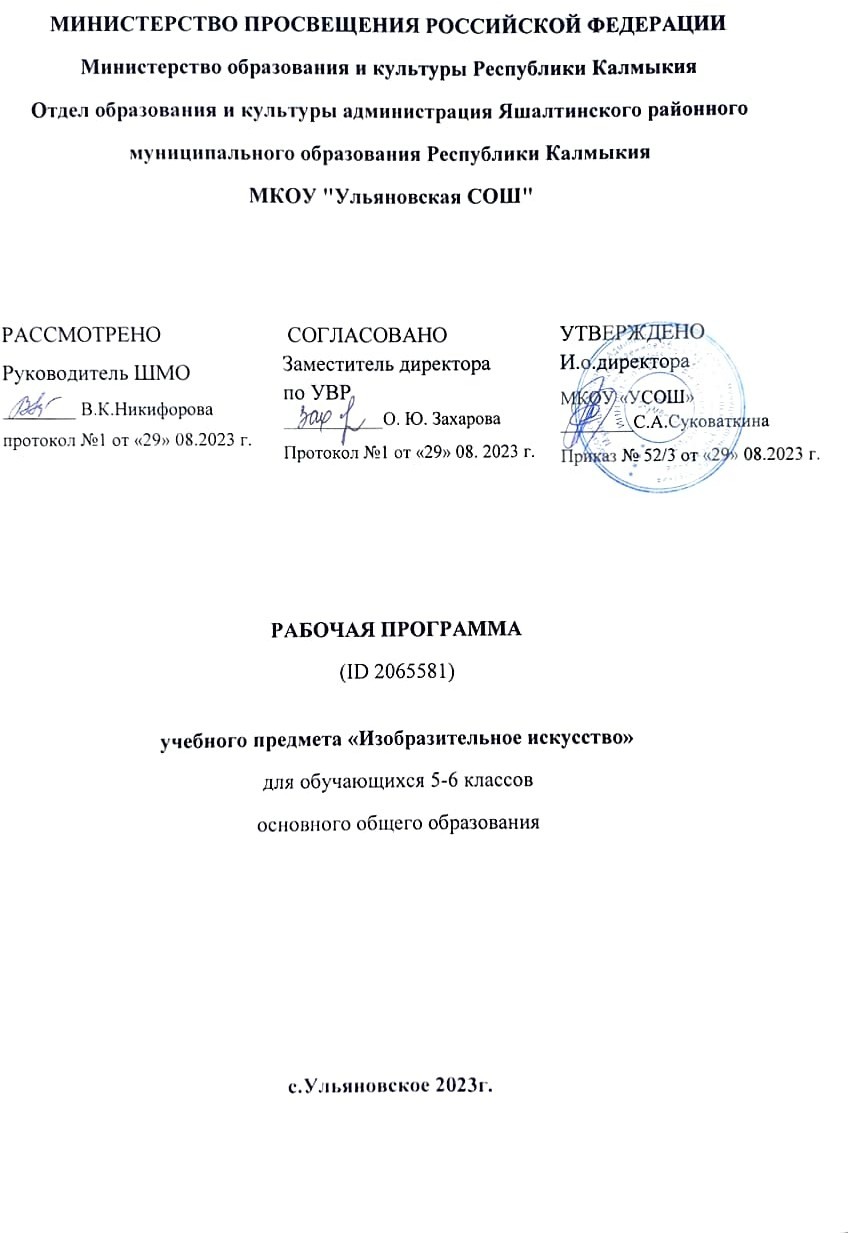 МИНИСТЕРСТВО ПРОСВЕЩЕНИЯ РОССИЙСКОЙ ФЕДЕРАЦИИ
Министерство образования и культуры Республики Калмыкия
Отдел образования и культуры администрация Яшалтинского районного
муниципального образования Республики Калмыкия
МКОУ "Ульяновская СОШ"
РАССМОТРЕНО
Руководитель ШМО
________ В.К.Никифорова
протокол №1 от «29» 08.2023 г.
СОГЛАСОВАНО
Заместитель директора
по УВР
__________О. Ю. Захарова
Протокол №1 от «29» 08. 2023 г.
УТВЕРЖДЕНО
И.о.директора
МКОУ «УСОШ»
________С.А.Суковаткина
Приказ № 52/3 от «29» 08.2023 г.
РАБОЧАЯ ПРОГРАММА
(ID 2065581)
учебного предмета «Изобразительное искусство»
для обучающихся 5-6 классов
основного общего образования
с.Ульяновское 2023г.